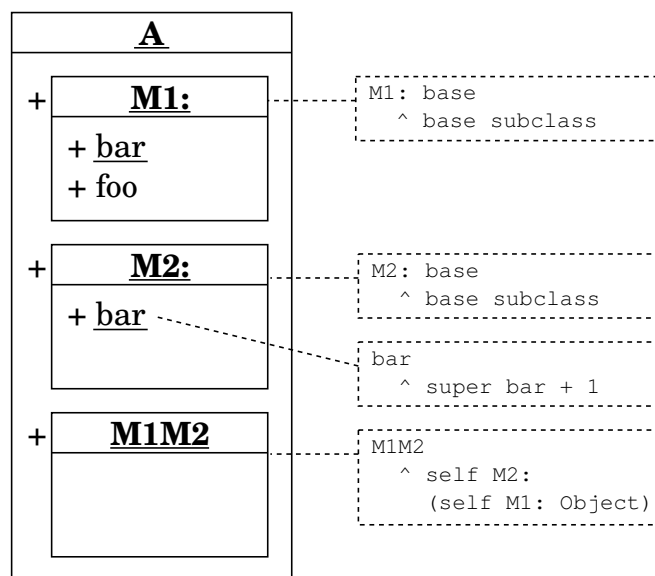 A
+ M1:
+ bar
+ foo
M1: base
^ base subclass
+ M2:
+ bar
M2: base
^ base subclass
bar
^ super bar + 1
+ M1M2
M1M2
^ self M2:
(self M1: Object)